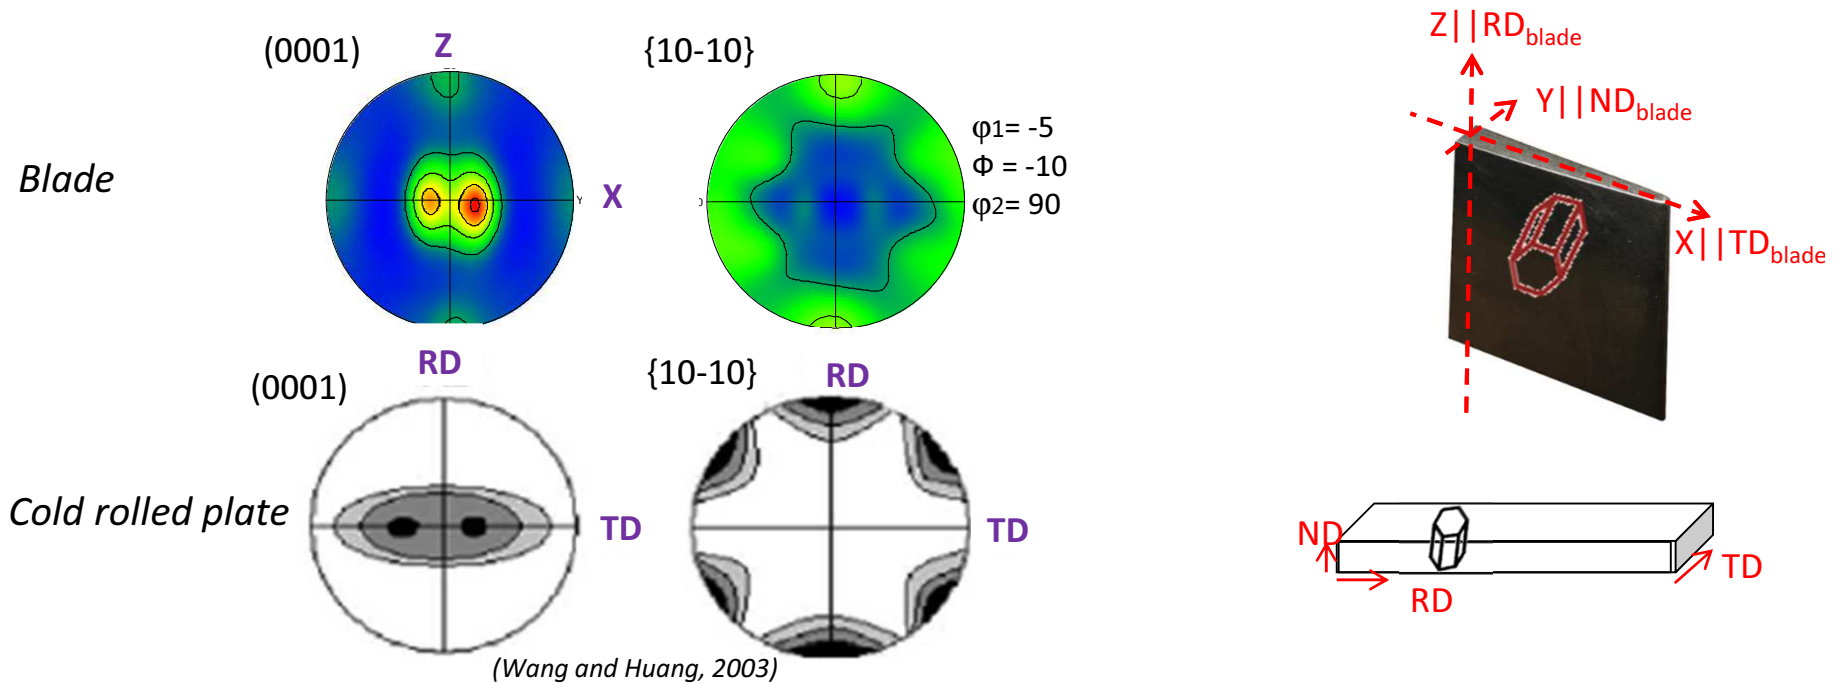 (0001)
Z
{10-10}
X
φ1= -5
Φ = -10
φ2= 90
Blade
Z||RDblade
Y||NDblade
X||TDblade
(0001)
RD
{10-10}
RD
Cold rolled plate
TD
TD
(Wang and Huang, 2003)
ND
RD
TD